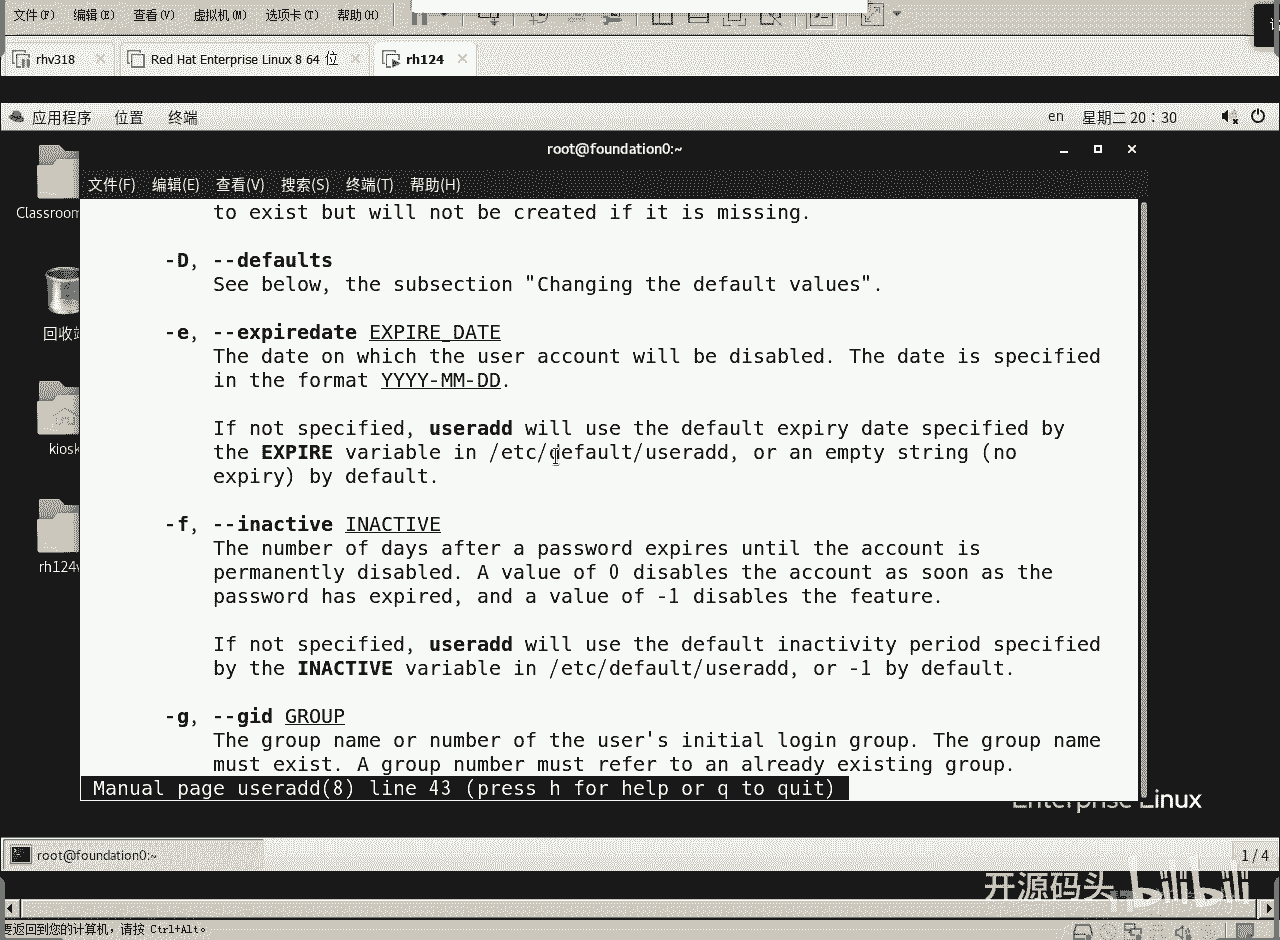 文件(F) 编辑(E) 查看(V) 虚拟机(M) 选项卡(T) 帮助(H)
rhv318 Red Hat Enterprise Linux 8 64 位 rh124
应用程序 位置 终端 en 星期二 20：30
root@foundation0:~
文件(F) 编辑(E) 查看(V) 搜索(S) 终端(T) 帮助(H)
Classroom
回收站
kiosk
rh124
to exist but will not be created if it is missing.
-D, --defaults
See below, the subsection "Changing the default values".
-e, --expiredate EXPIRE_DATE
The date on which the user account will be disabled. The date is specified
in the format YYYY-MM-DD.
If not specified, useradd will use the default expiry date specified by
the EXPIRE variable in /etc/default/useradd, or an empty string (no
expiry) by default.
-f, --inactive INACTIVE
The number of days after a password expires until the account is
permanently disabled. A value of 0 disables the account as soon as the
password has expired, and a value of -1 disables the feature.
If not specified, useradd will use the default inactivity period specified
by the INACTIVE variable in /etc/default/useradd, or -1 by default.
-g, --gid GROUP
The group name or number of the user's initial login group. The group name
must exist. A group number must refer to an already existing group.
Manual page useradd(8) line 43 (press h for help or q to quit)
Enterprise Linux
root@foundation0:~ 1 / 4
开源码头 bilibili
要返回到您的计算机，请按 Ctrl+Alt。